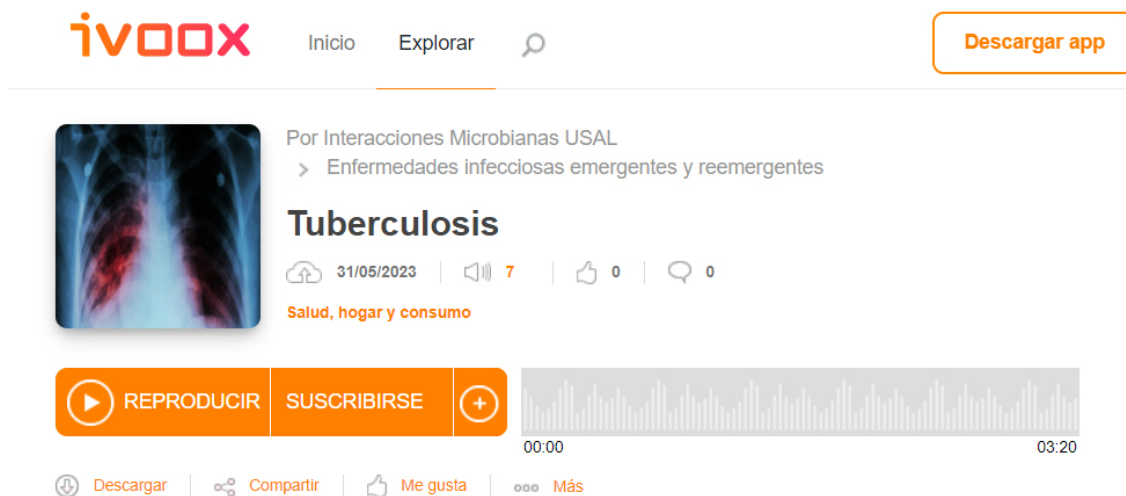 ivoox Inicio Explorar Descargar app
Por Interacciones Microbianas USAL
> Enfermedades infecciosas emergentes y reemergentes
Tuberculosis
31/05/2023 7 0 0
Salud, hogar y consumo
REPRODUCIR SUSCRIBIRSE +
00:00 03:20
Descargar Compartir Me gusta Más